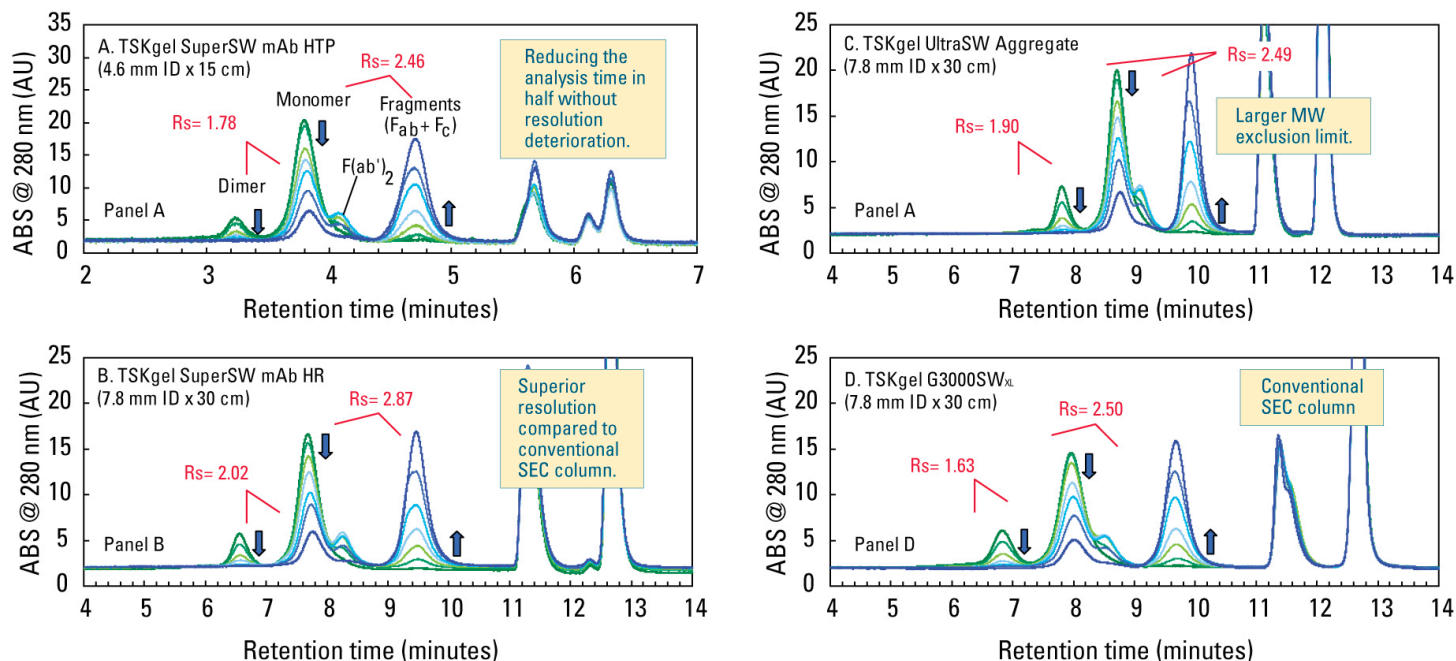 A. TSKgel SuperSW mAb HTP
(4.6 mm ID x 15 cm)
Rs= 2.46
Reducing the
analysis time in
half without
resolution
deterioration.
Monomer
Fragments
(Fab + Fc)
Rs= 1.78
F(ab')2
Dimer
Panel A
ABS @ 280 nm (AU)
35
30
25
20
15
10
5
0
2 3 4 5 6 7
Retention time (minutes)
C. TSKgel UltraSW Aggregate
(7.8 mm ID x 30 cm)
Rs= 2.49
Larger MW
exclusion limit.
Rs= 1.90
Panel A
ABS @ 280 nm (AU)
25
20
15
10
5
0
4 5 6 7 8 9 10 11 12 13 14
Retention time (minutes)
B. TSKgel SuperSW mAb HR
(7.8 mm ID x 30 cm)
Rs= 2.87
Superior
resolution
compared to
conventional
SEC column.
Rs= 2.02
Panel B
ABS @ 280 nm (AU)
25
20
15
10
5
0
4 5 6 7 8 9 10 11 12 13 14
Retention time (minutes)
D. TSKgel G3000SWXL
(7.8 mm ID x 30 cm)
Rs= 2.50
Conventional
SEC column
Rs= 1.63
Panel D
ABS @ 280 nm (AU)
25
20
15
10
5
0
4 5 6 7 8 9 10 11 12 13 14
Retention time (minutes)